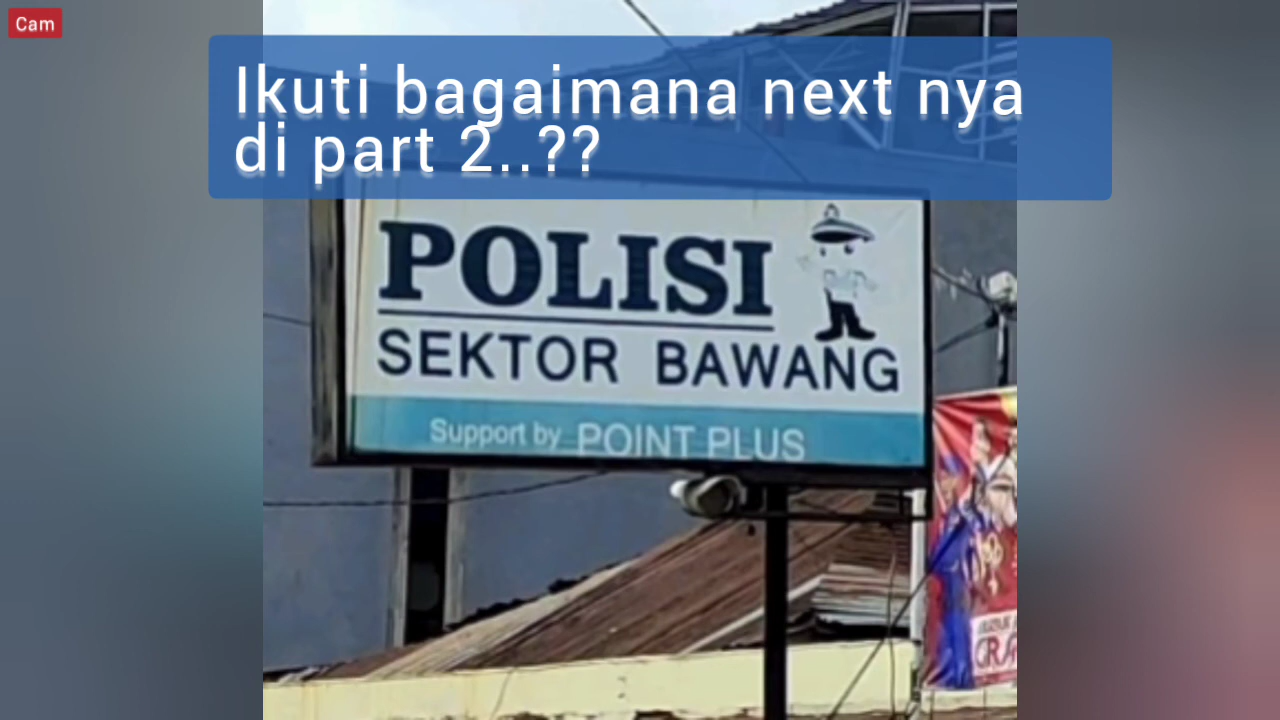 Cam
Ikuti bagaimana next nya
di part 2..??
POLISI
SEKTOR BAWANG
Support by POINT PLUS